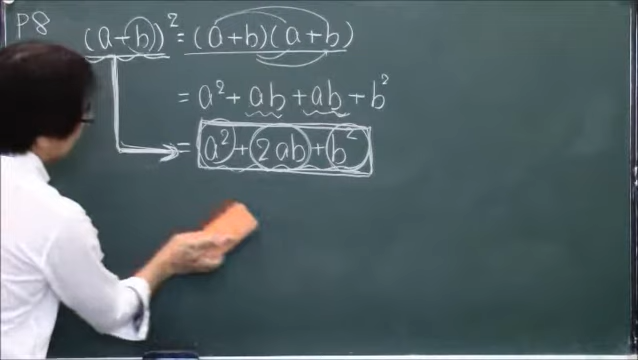 P8
(a+b)² = (a+b)(a+b)
= a² + ab + ab + b²
= a² + 2ab + b²